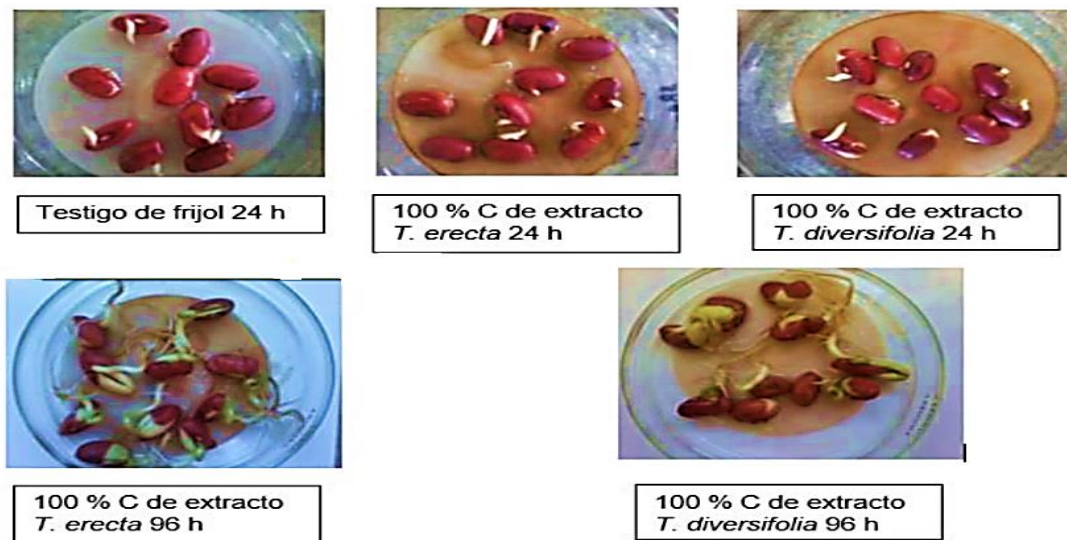 Testigo de frijol 24 h
100 % C de extracto
T. erecta 24 h
100 % C de extracto
T. diversifolia 24 h
100 % C de extracto
T. erecta 96 h
100 % C de extracto
T. diversifolia 96 h